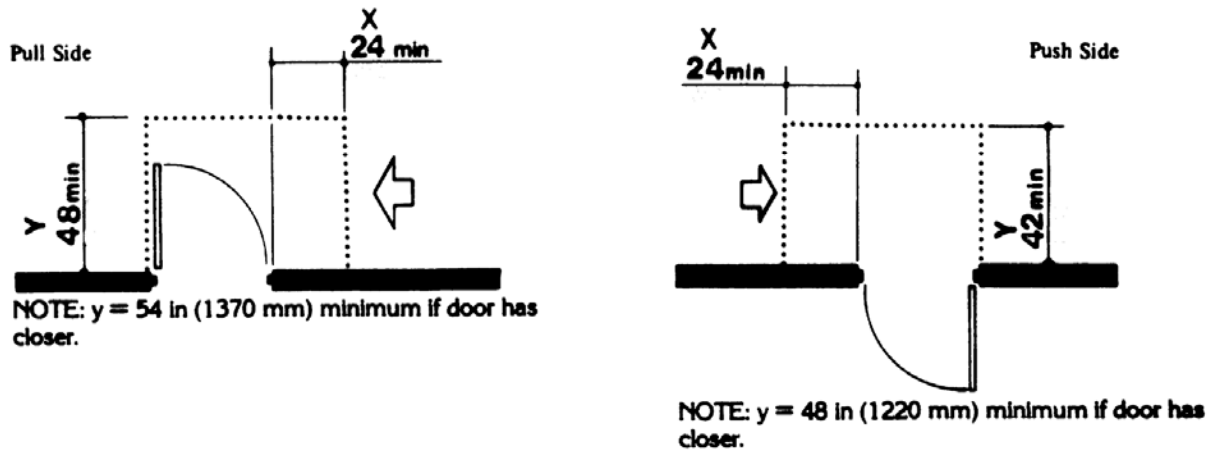 Pull Side
X
24 min
Y
48min
NOTE: y = 54 in (1370 mm) minimum if door has
closer.
X
24min
Push Side
Y
42min
NOTE: y = 48 in (1220 mm) minimum if door has
closer.